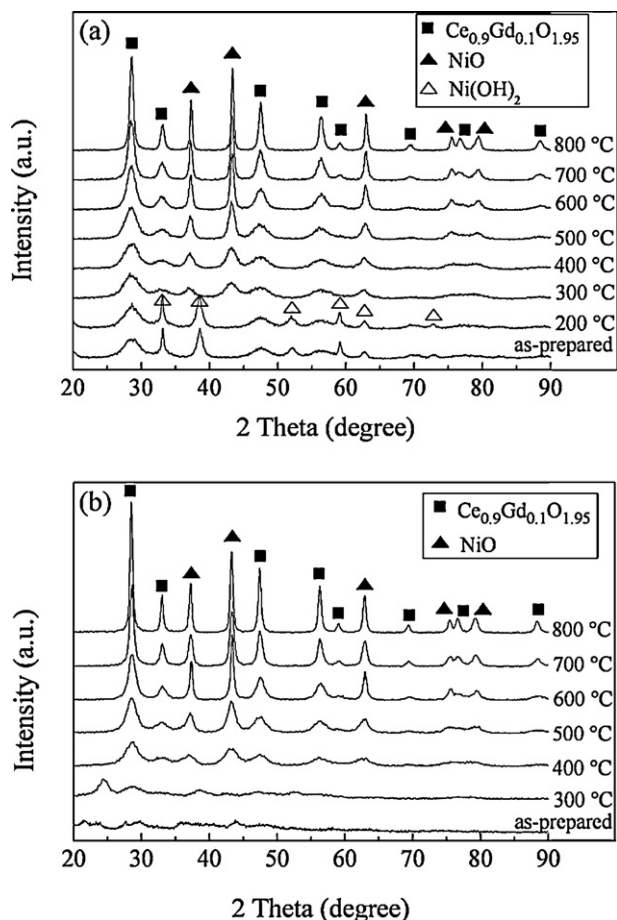 (a)
■ Ce₀.₉Gd₀.₁O₁.₉₅
▲ NiO
△ Ni(OH)₂
800 °C
700 °C
600 °C
500 °C
400 °C
300 °C
200 °C
as-prepared
Intensity (a.u.)
20 30 40 50 60 70 80 90
2 Theta (degree)
(b)
■ Ce₀.₉Gd₀.₁O₁.₉₅
▲ NiO
800 °C
700 °C
600 °C
500 °C
400 °C
300 °C
as-prepared
Intensity (a.u.)
20 30 40 50 60 70 80 90
2 Theta (degree)